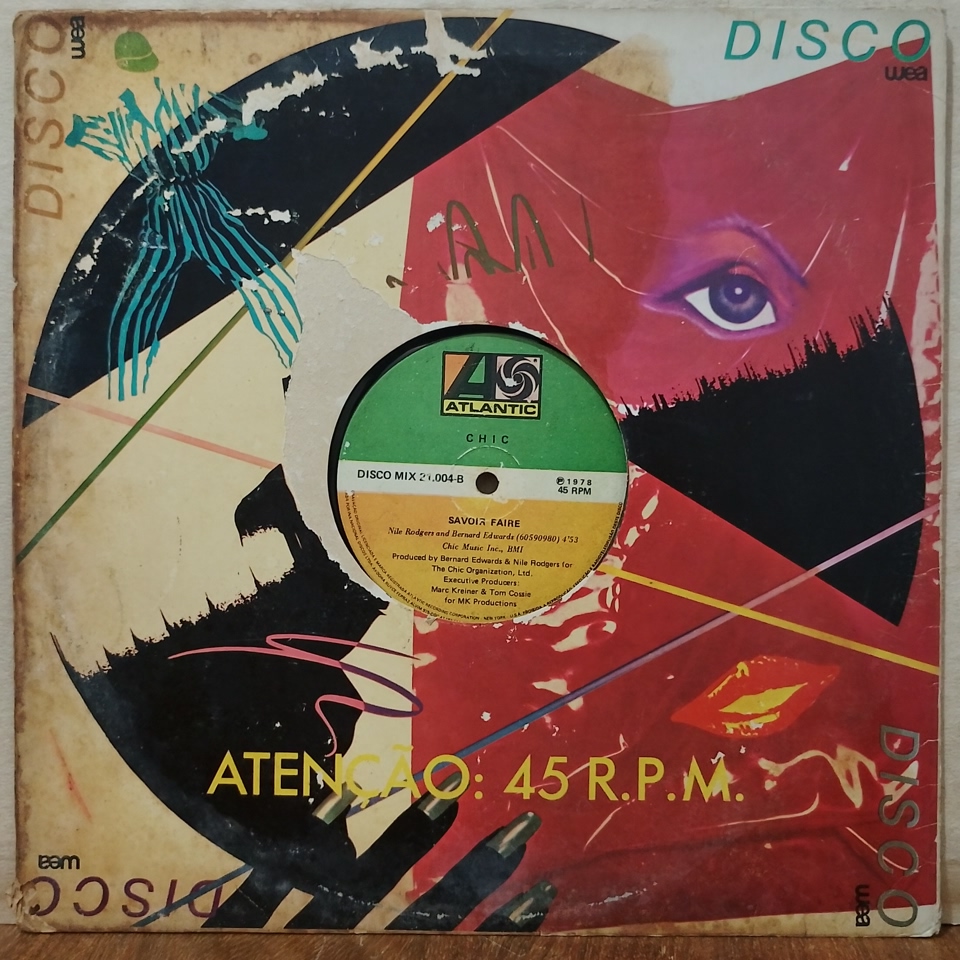 DISCO
wea
DISCO
wea
ATLANTIC
CHIC
DISCO MIX 21.004-B
℗ 1978
45 RPM
SAVOIR FAIRE
Nile Rodgers and Bernard Edwards (60590980) 4'53
Chic Music Inc., BMI
Produced by Bernard Edwards & Nile Rodgers for
The Chic Organization, Ltd.
Executive Producers:
Marc Kreiner & Tom Cossie
for MK Productions
ATENÇÃO: 45 R.P.M.
DISCO
wea
DISCO
wea